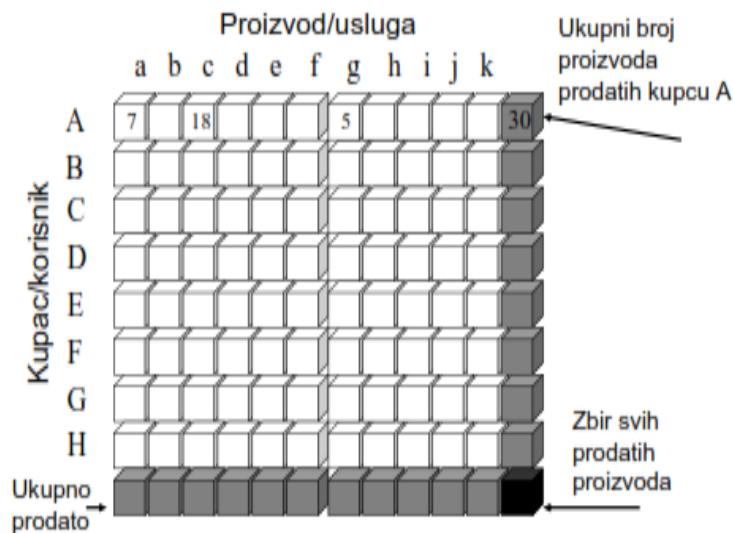 Proizvod/usluga
a b c d e f g h i j k
Ukupni broj
proizvoda
prodatih kupcu A
Kupac/korisnik
A 7 18 5 30
B
C
D
E
F
G
H
Zbir svih
prodatih
proizvoda
Ukupno
prodato